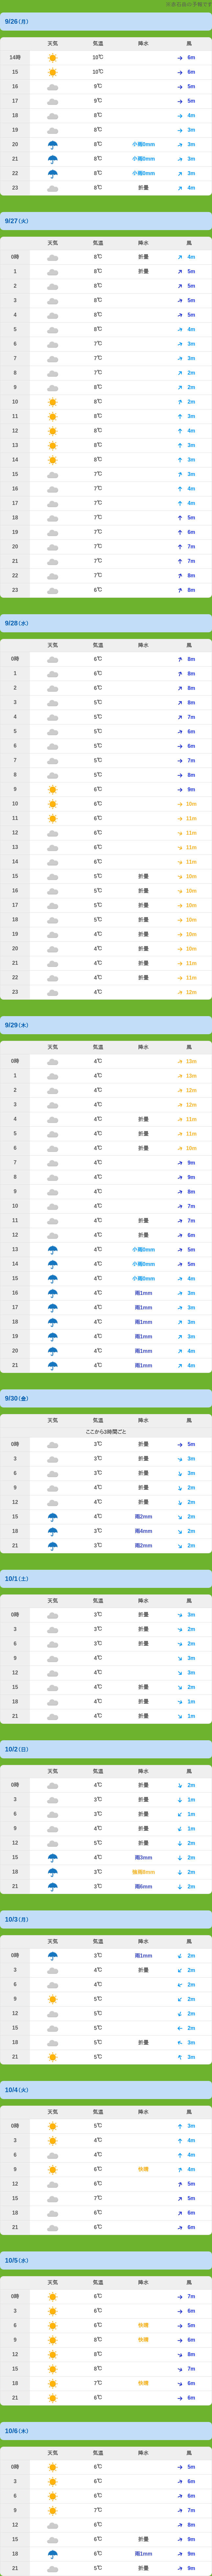 9/26(月)
天気 気温 降水 風
14時 10℃ 6m
15 10℃ 6m
16 9℃ 5m
17 9℃ 5m
18 8℃ 4m
19 8℃ 3m
20 8℃ 小雨0mm 3m
21 8℃ 小雨0mm 3m
22 8℃ 小雨0mm 3m
23 8℃ 折畳 4m
9/27(火)
天気 気温 降水 風
0時 8℃ 折畳 4m
1 8℃ 折畳 5m
2 8℃ 5m
3 8℃ 5m
4 8℃ 5m
5 8℃ 4m
6 7℃ 3m
7 7℃ 3m
8 7℃ 2m
9 8℃ 2m
10 8℃ 2m
11 8℃ 3m
12 8℃ 4m
13 8℃ 3m
14 8℃ 3m
15 7℃ 3m
16 7℃ 4m
17 7℃ 4m
18 7℃ 5m
19 7℃ 6m
20 7℃ 7m
21 7℃ 7m
22 7℃ 8m
23 6℃ 8m
9/28(水)
天気 気温 降水 風
0時 6℃ 8m
1 6℃ 8m
2 6℃ 8m
3 5℃ 8m
4 5℃ 7m
5 5℃ 6m
6 5℃ 6m
7 5℃ 7m
8 5℃ 8m
9 6℃ 9m
10 6℃ 10m
11 6℃ 11m
12 6℃ 11m
13 6℃ 11m
14 6℃ 11m
15 5℃ 折畳 10m
16 5℃ 折畳 10m
17 5℃ 折畳 10m
18 5℃ 折畳 10m
19 4℃ 折畳 10m
20 4℃ 折畳 10m
21 4℃ 折畳 11m
22 4℃ 折畳 11m
23 4℃ 12m
9/29(木)
天気 気温 降水 風
0時 4℃ 13m
1 4℃ 13m
2 4℃ 12m
3 4℃ 12m
4 4℃ 折畳 11m
5 4℃ 折畳 11m
6 4℃ 折畳 10m
7 4℃ 9m
8 4℃ 9m
9 4℃ 8m
10 4℃ 7m
11 4℃ 折畳 7m
12 4℃ 折畳 6m
13 4℃ 小雨0mm 5m
14 4℃ 小雨0mm 5m
15 4℃ 小雨0mm 4m
16 4℃ 雨1mm 3m
17 4℃ 雨1mm 3m
18 4℃ 雨1mm 3m
19 4℃ 雨1mm 3m
20 4℃ 雨1mm 4m
21 4℃ 雨1mm 4m
9/30(金)
天気 気温 降水 風
ここから3時間ごと
0時 3℃ 折畳 5m
3 3℃ 折畳 3m
6 3℃ 折畳 3m
9 4℃ 折畳 2m
12 4℃ 折畳 2m
15 4℃ 雨2mm 2m
18 3℃ 雨4mm 2m
21 3℃ 雨2mm 2m
10/1(土)
天気 気温 降水 風
0時 3℃ 折畳 3m
3 3℃ 折畳 2m
6 3℃ 折畳 2m
9 4℃ 3m
12 4℃ 3m
15 4℃ 折畳 2m
18 4℃ 折畳 1m
21 4℃ 折畳 1m
10/2(日)
天気 気温 降水 風
0時 4℃ 折畳 2m
3 3℃ 折畳 1m
6 3℃ 折畳 1m
9 4℃ 折畳 1m
12 5℃ 折畳 2m
15 4℃ 雨3mm 2m
18 3℃ 強雨8mm 2m
21 3℃ 雨6mm 2m
10/3(月)
天気 気温 降水 風
0時 3℃ 雨1mm 2m
3 4℃ 折畳 2m
6 4℃ 2m
9 5℃ 2m
12 5℃ 2m
15 5℃ 2m
18 5℃ 折畳 3m
21 5℃ 3m
10/4(火)
天気 気温 降水 風
0時 5℃ 3m
3 4℃ 4m
6 4℃ 4m
9 6℃ 快晴 4m
12 6℃ 5m
15 7℃ 5m
18 6℃ 6m
21 6℃ 6m
10/5(水)
天気 気温 降水 風
0時 6℃ 7m
3 6℃ 6m
6 6℃ 快晴 5m
9 8℃ 快晴 6m
12 8℃ 8m
15 8℃ 7m
18 7℃ 快晴 6m
21 6℃ 6m
10/6(木)
天気 気温 降水 風
0時 6℃ 5m
3 6℃ 6m
6 6℃ 6m
9 7℃ 7m
12 6℃ 8m
15 6℃ 折畳 9m
18 6℃ 雨1mm 9m
21 5℃ 折畳 9m